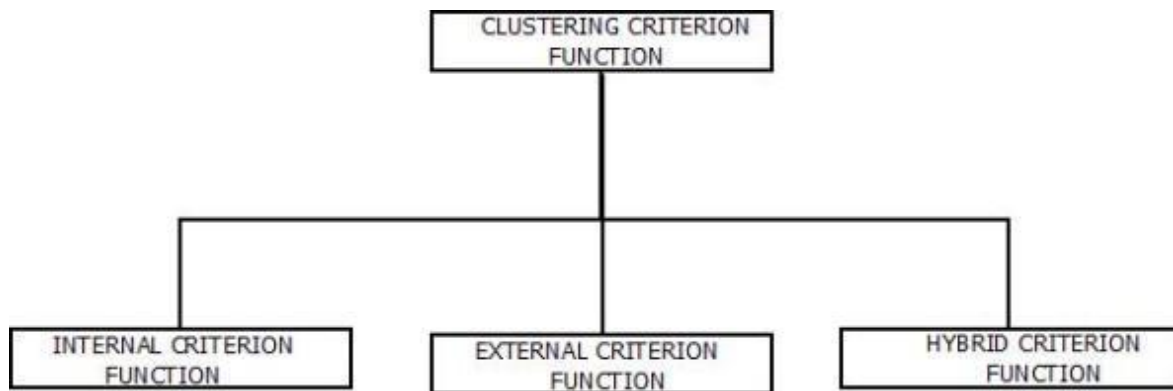 CLUSTERING CRITERION
FUNCTION
INTERNAL CRITERION
FUNCTION
EXTERNAL CRITERION
FUNCTION
HYBRID CRITERION
FUNCTION